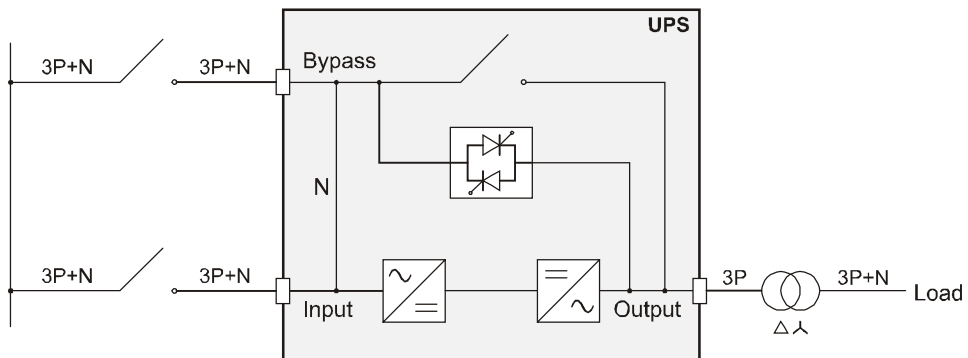 UPS
3P+N
3P+N
Bypass
N
3P+N
3P+N
Input
Output
3P
3P+N
Load